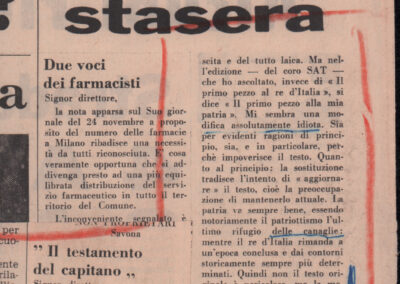 ?
stasera
a
per
cuo-
ente
rila-
Due voci
dei farmacisti
Signor direttore,
la nota apparsa sul Suo gior-
nale del 24 novembre a propo-
sito del numero delle farmacie
a Milano ribadisce una necessi-
tà da tutti riconosciuta. E' cosa
veramente opportuna che si ad-
divenga presto ad una più equi-
librata distribuzione del servi-
zio farmaceutico in tutto il ter-
ritorio del Comune.
L'inconveniente segnalato è
Savona
" Il testamento
del capitano „
scita e del tutto laica. Ma nel-
l'edizione — del coro SAT —
che ho ascoltato, invece di « Il
primo pezzo al re d'Italia », si
dice « Il primo pezzo alla mia
patria ». Mi sembra una mo-
difica assolutamente idiota. Sia
per evidenti ragioni di princi-
pio, sia, e in particolare, per-
chè impoverisce il testo. Quan-
to al principio: la sostituzione
tradisce l'intento di « aggiorna-
re » il testo, cioè la preoccupa-
zione di mantenerlo attuale. La
patria va sempre bene, essendo
notoriamente il patriottismo l'ul-
timo rifugio delle canaglie:
mentre il re d'Italia rimanda a
un'epoca conclusa e dai contorni
storicamente sempre più deter-
minati. Quindi non il testo ori-